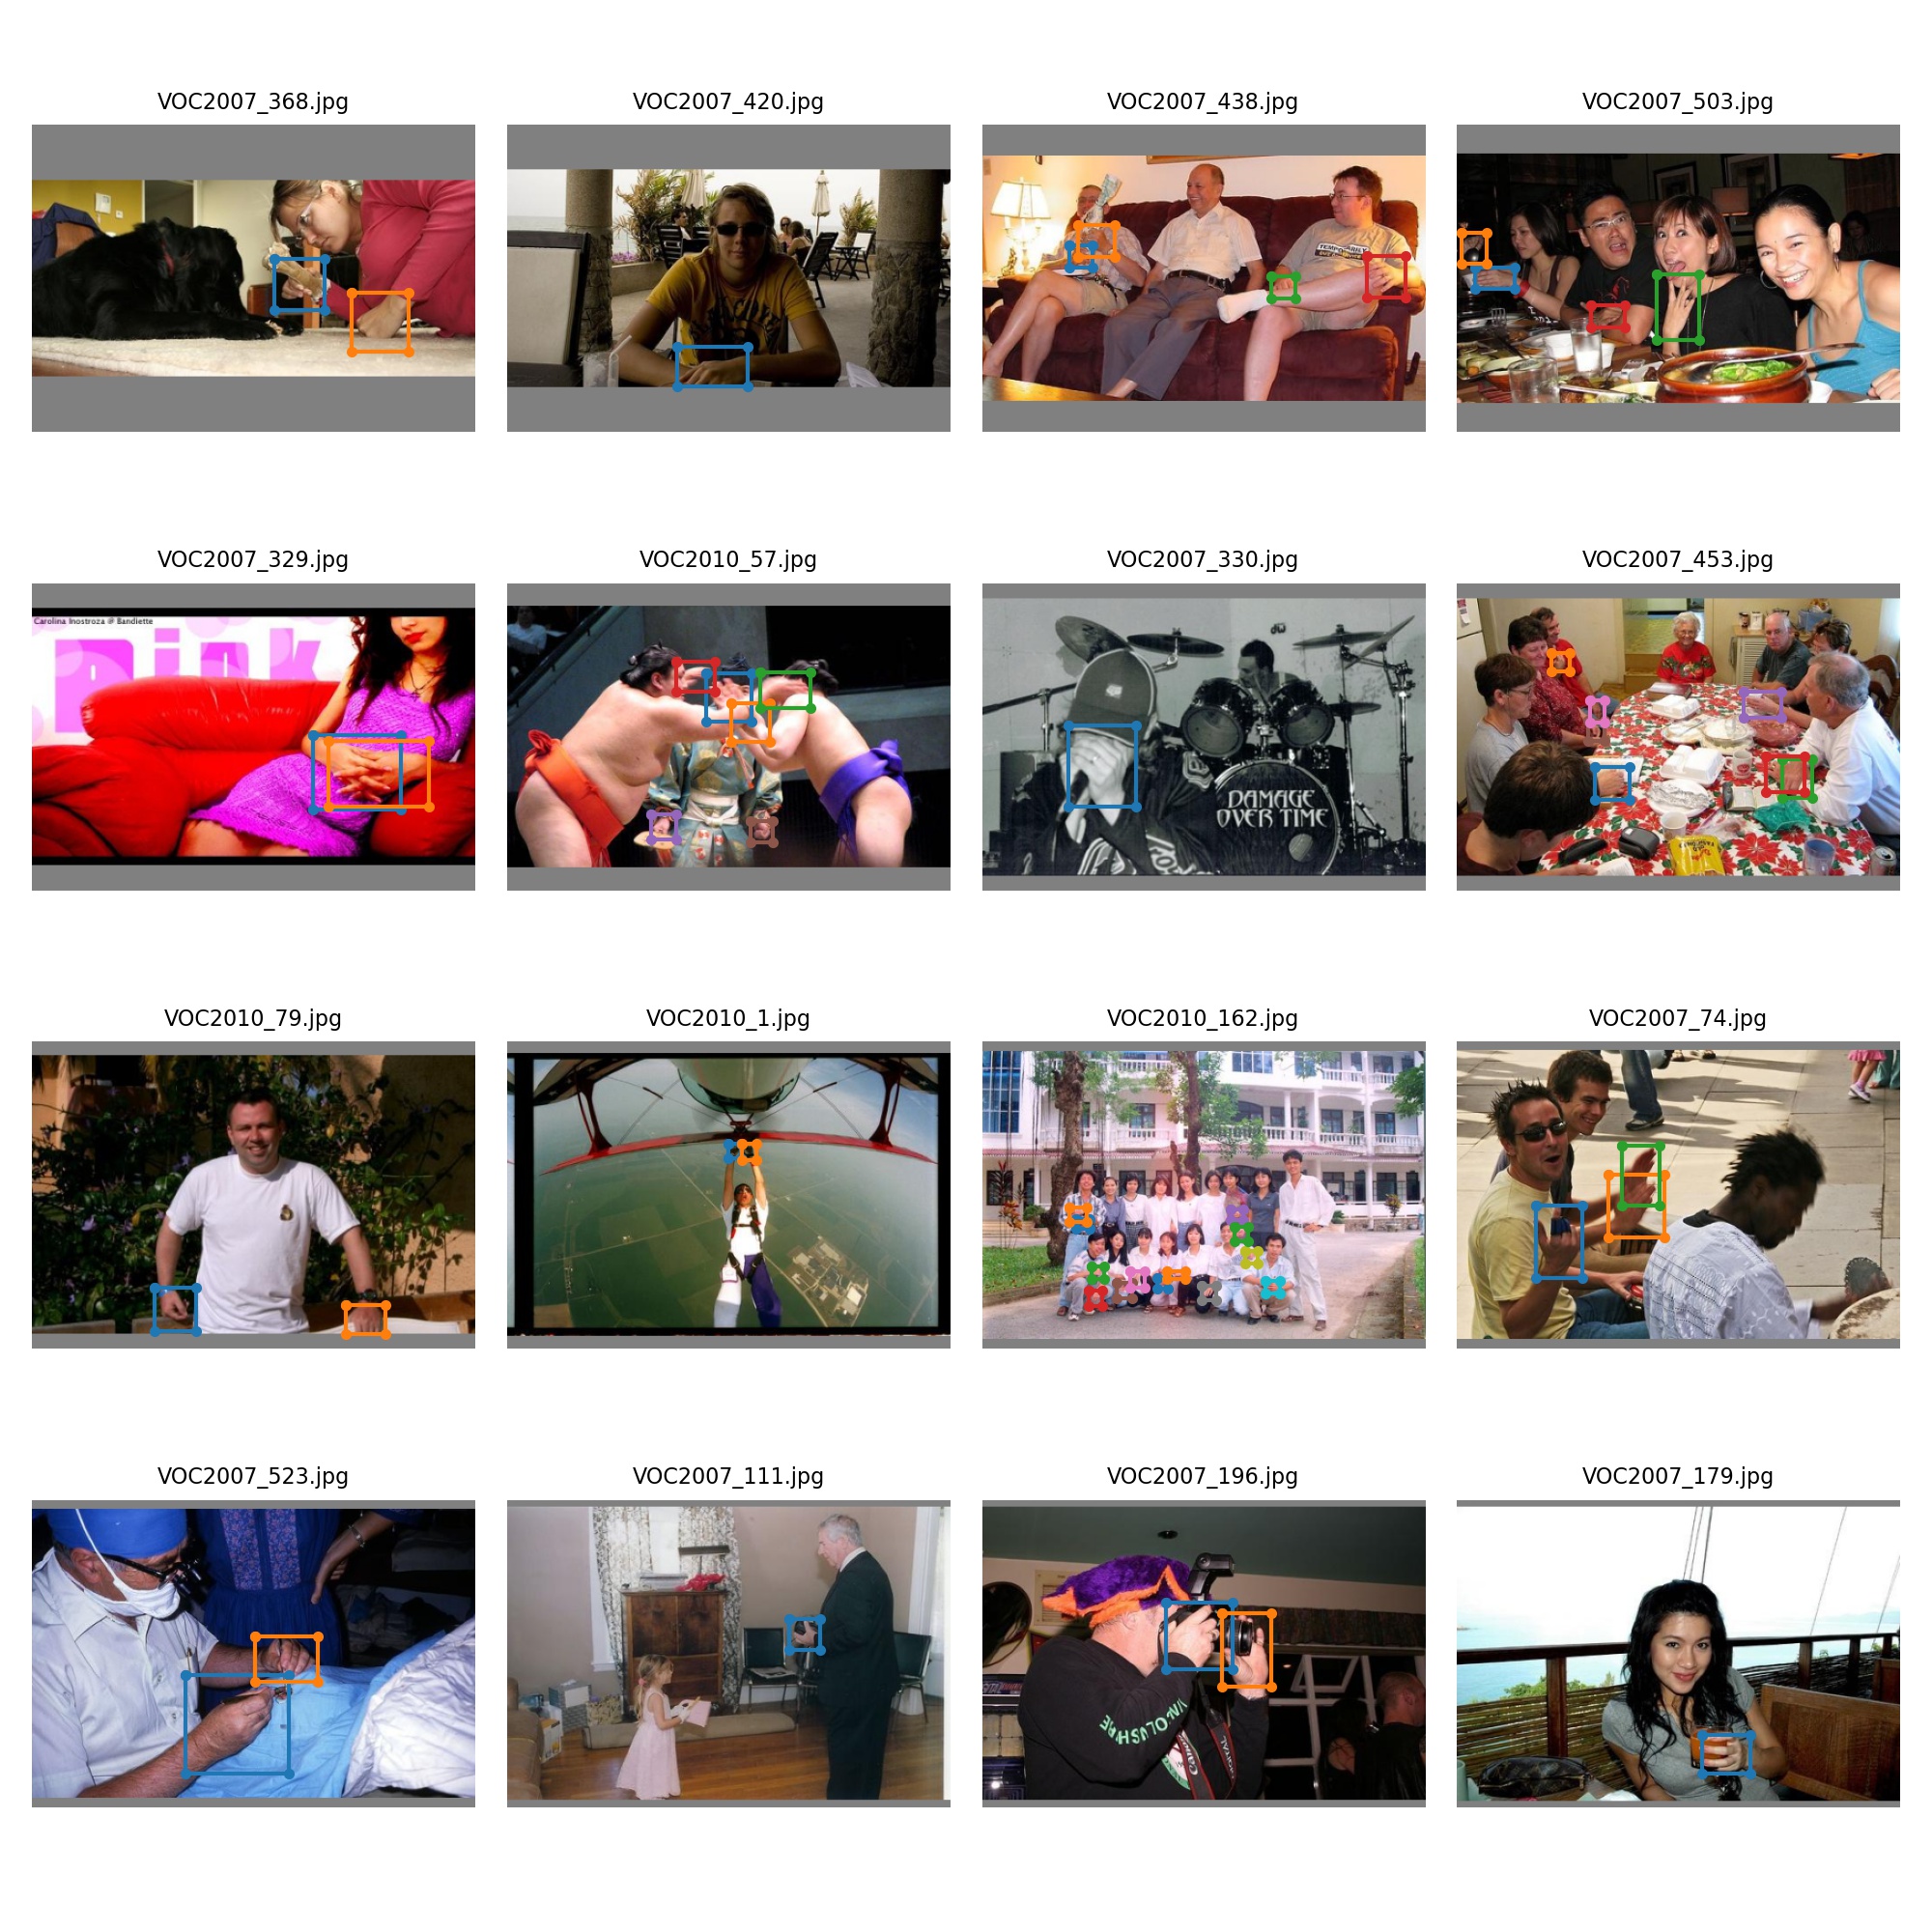 VOC2007_368.jpg
VOC2007_420.jpg
VOC2007_438.jpg
VOC2007_503.jpg
TEMPORARILY
VOC2007_329.jpg
VOC2010_57.jpg
VOC2007_330.jpg
VOC2007_453.jpg
Carolina Inostroza @ Bandiette
Pink
DAMAGE
OVER TIME
VOC2010_79.jpg
VOC2010_1.jpg
VOC2010_162.jpg
VOC2007_74.jpg
VOC2007_523.jpg
VOC2007_111.jpg
VOC2007_196.jpg
VOC2007_179.jpg
Canon